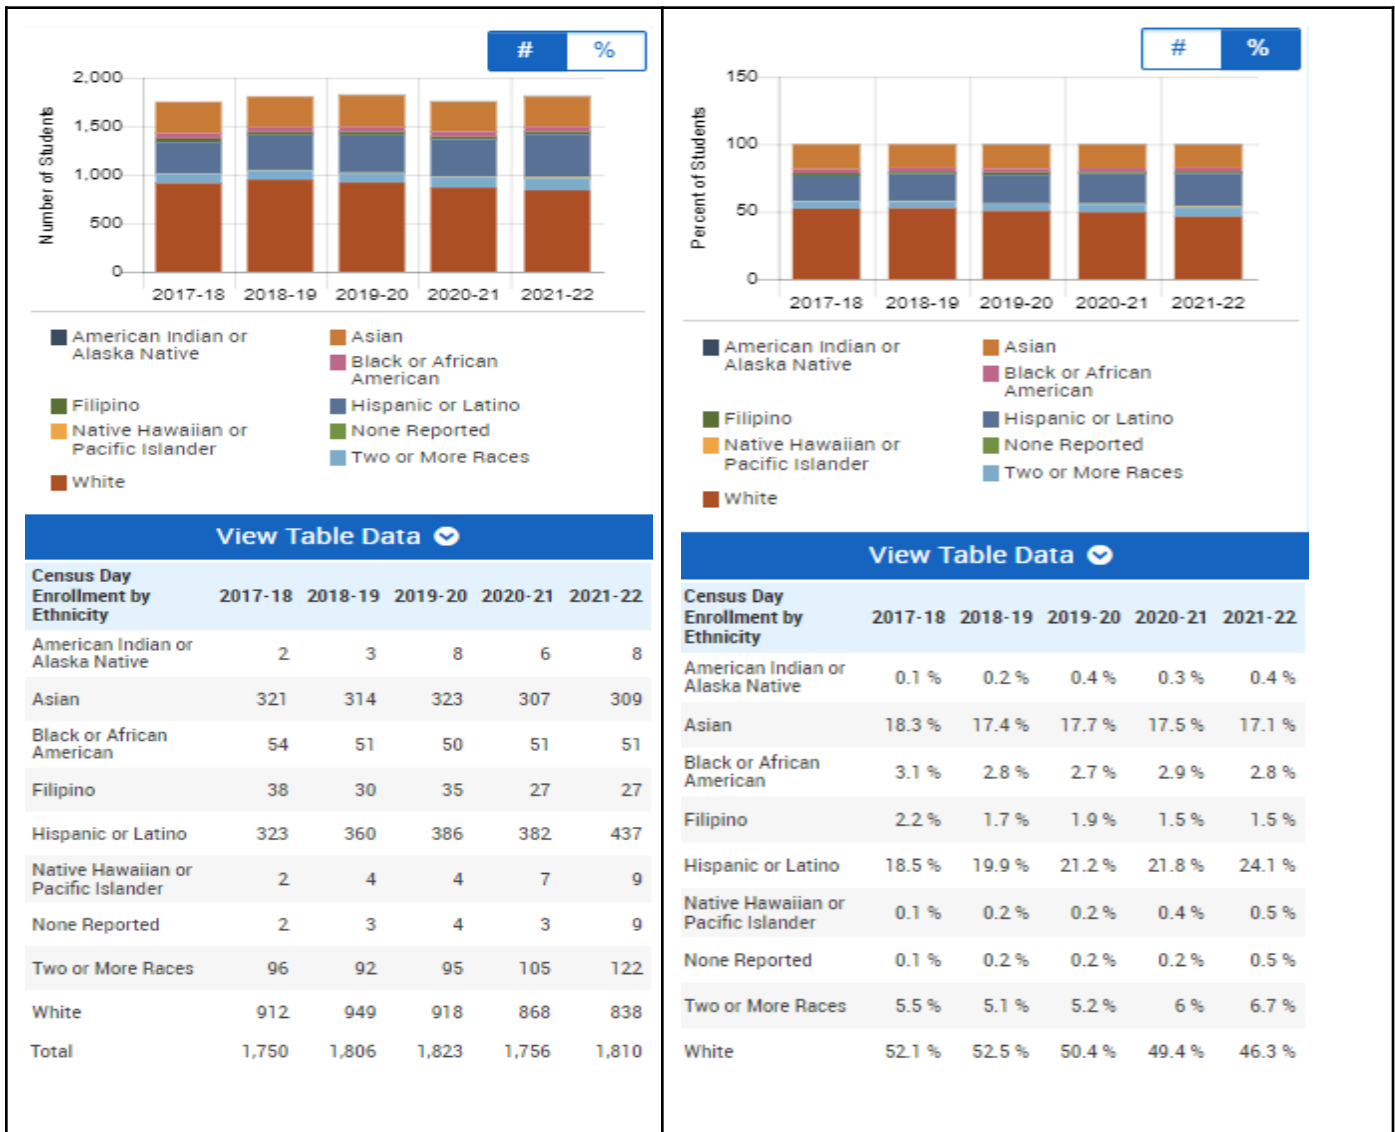 # %
2,000
1,500
1,000
500
0
Number of Students
2017-18 2018-19 2019-20 2020-21 2021-22
American Indian or
Alaska Native
Asian
Black or African
American
Filipino
Hispanic or Latino
Native Hawaiian or
Pacific Islander
None Reported
Two or More Races
White
View Table Data
Census Day
Enrollment by
Ethnicity
2017-18 2018-19 2019-20 2020-21 2021-22
American Indian or
Alaska Native
2 3 8 6 8
Asian 321 314 323 307 309
Black or African
American
54 51 50 51 51
Filipino 38 30 35 27 27
Hispanic or Latino 323 360 386 382 437
Native Hawaiian or
Pacific Islander
2 4 4 7 9
None Reported 2 3 4 3 9
Two or More Races 96 92 95 105 122
White 912 949 918 868 838
Total 1,750 1,806 1,823 1,756 1,810
# %
150
100
50
0
Percent of Students
2017-18 2018-19 2019-20 2020-21 2021-22
American Indian or
Alaska Native
Asian
Black or African
American
Filipino
Hispanic or Latino
Native Hawaiian or
Pacific Islander
None Reported
Two or More Races
White
View Table Data
Census Day
Enrollment by
Ethnicity
2017-18 2018-19 2019-20 2020-21 2021-22
American Indian or
Alaska Native
0.1 % 0.2 % 0.4 % 0.3 % 0.4 %
Asian 18.3 % 17.4 % 17.7 % 17.5 % 17.1 %
Black or African
American
3.1 % 2.8 % 2.7 % 2.9 % 2.8 %
Filipino 2.2 % 1.7 % 1.9 % 1.5 % 1.5 %
Hispanic or Latino 18.5 % 19.9 % 21.2 % 21.8 % 24.1 %
Native Hawaiian or
Pacific Islander
0.1 % 0.2 % 0.2 % 0.4 % 0.5 %
None Reported 0.1 % 0.2 % 0.2 % 0.2 % 0.5 %
Two or More Races 5.5 % 5.1 % 5.2 % 6 % 6.7 %
White 52.1 % 52.5 % 50.4 % 49.4 % 46.3 %